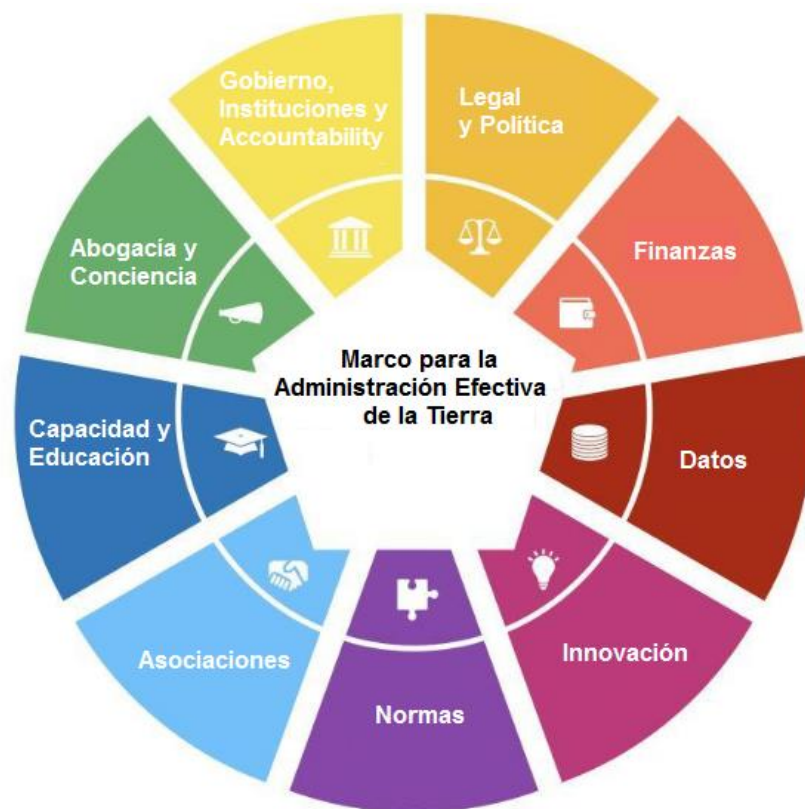 Gobierno,
Instituciones y
Accountability
Legal
y Política
Finanzas
Datos
Innovación
Normas
Asociaciones
Capacidad y
Educación
Abogacía y
Conciencia
Marco para la
Administración Efectiva
de la Tierra